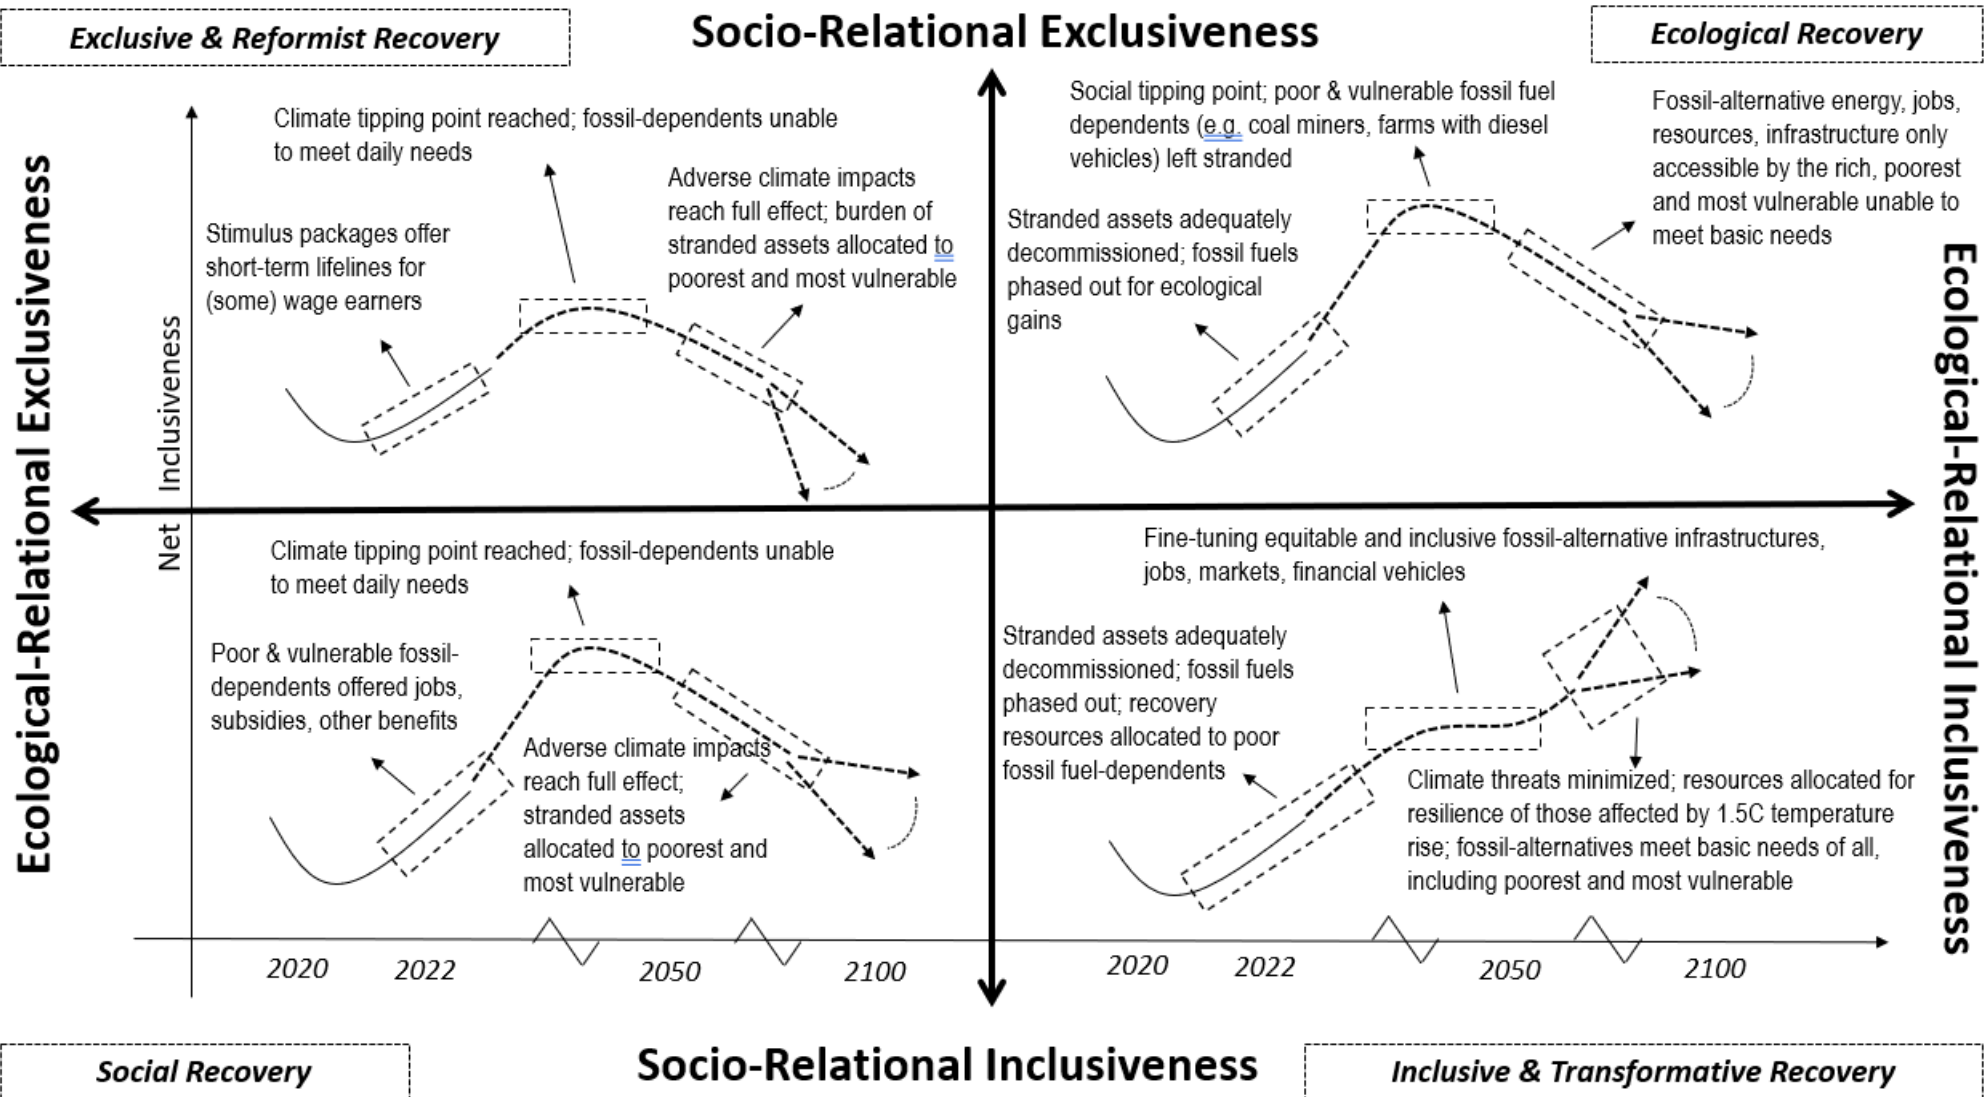 Exclusive & Reformist Recovery
Socio-Relational Exclusiveness
Ecological Recovery
Ecological-Relational Exclusiveness
Net Inclusiveness
Climate tipping point reached; fossil-dependents unable
to meet daily needs
Stimulus packages offer
short-term lifelines for
(some) wage earners
Adverse climate impacts
reach full effect; burden of
stranded assets allocated to
poorest and most vulnerable
Social tipping point; poor & vulnerable fossil fuel
dependents (e.g. coal miners, farms with diesel
vehicles) left stranded
Stranded assets adequately
decommissioned; fossil fuels
phased out for ecological
gains
Fossil-alternative energy, jobs,
resources, infrastructure only
accessible by the rich, poorest
and most vulnerable unable to
meet basic needs
Ecological-Relational Inclusiveness
Climate tipping point reached; fossil-dependents unable
to meet daily needs
Poor & vulnerable fossil-
dependents offered jobs,
subsidies, other benefits
Adverse climate impacts
reach full effect;
stranded assets
allocated to poorest and
most vulnerable
Fine-tuning equitable and inclusive fossil-alternative infrastructures,
jobs, markets, financial vehicles
Stranded assets adequately
decommissioned; fossil fuels
phased out; recovery
resources allocated to poor
fossil fuel-dependents
Climate threats minimized; resources allocated for
resilience of those affected by 1.5C temperature
rise; fossil-alternatives meet basic needs of all,
including poorest and most vulnerable
2020 2022 2050 2100
2020 2022 2050 2100
Social Recovery
Socio-Relational Inclusiveness
Inclusive & Transformative Recovery